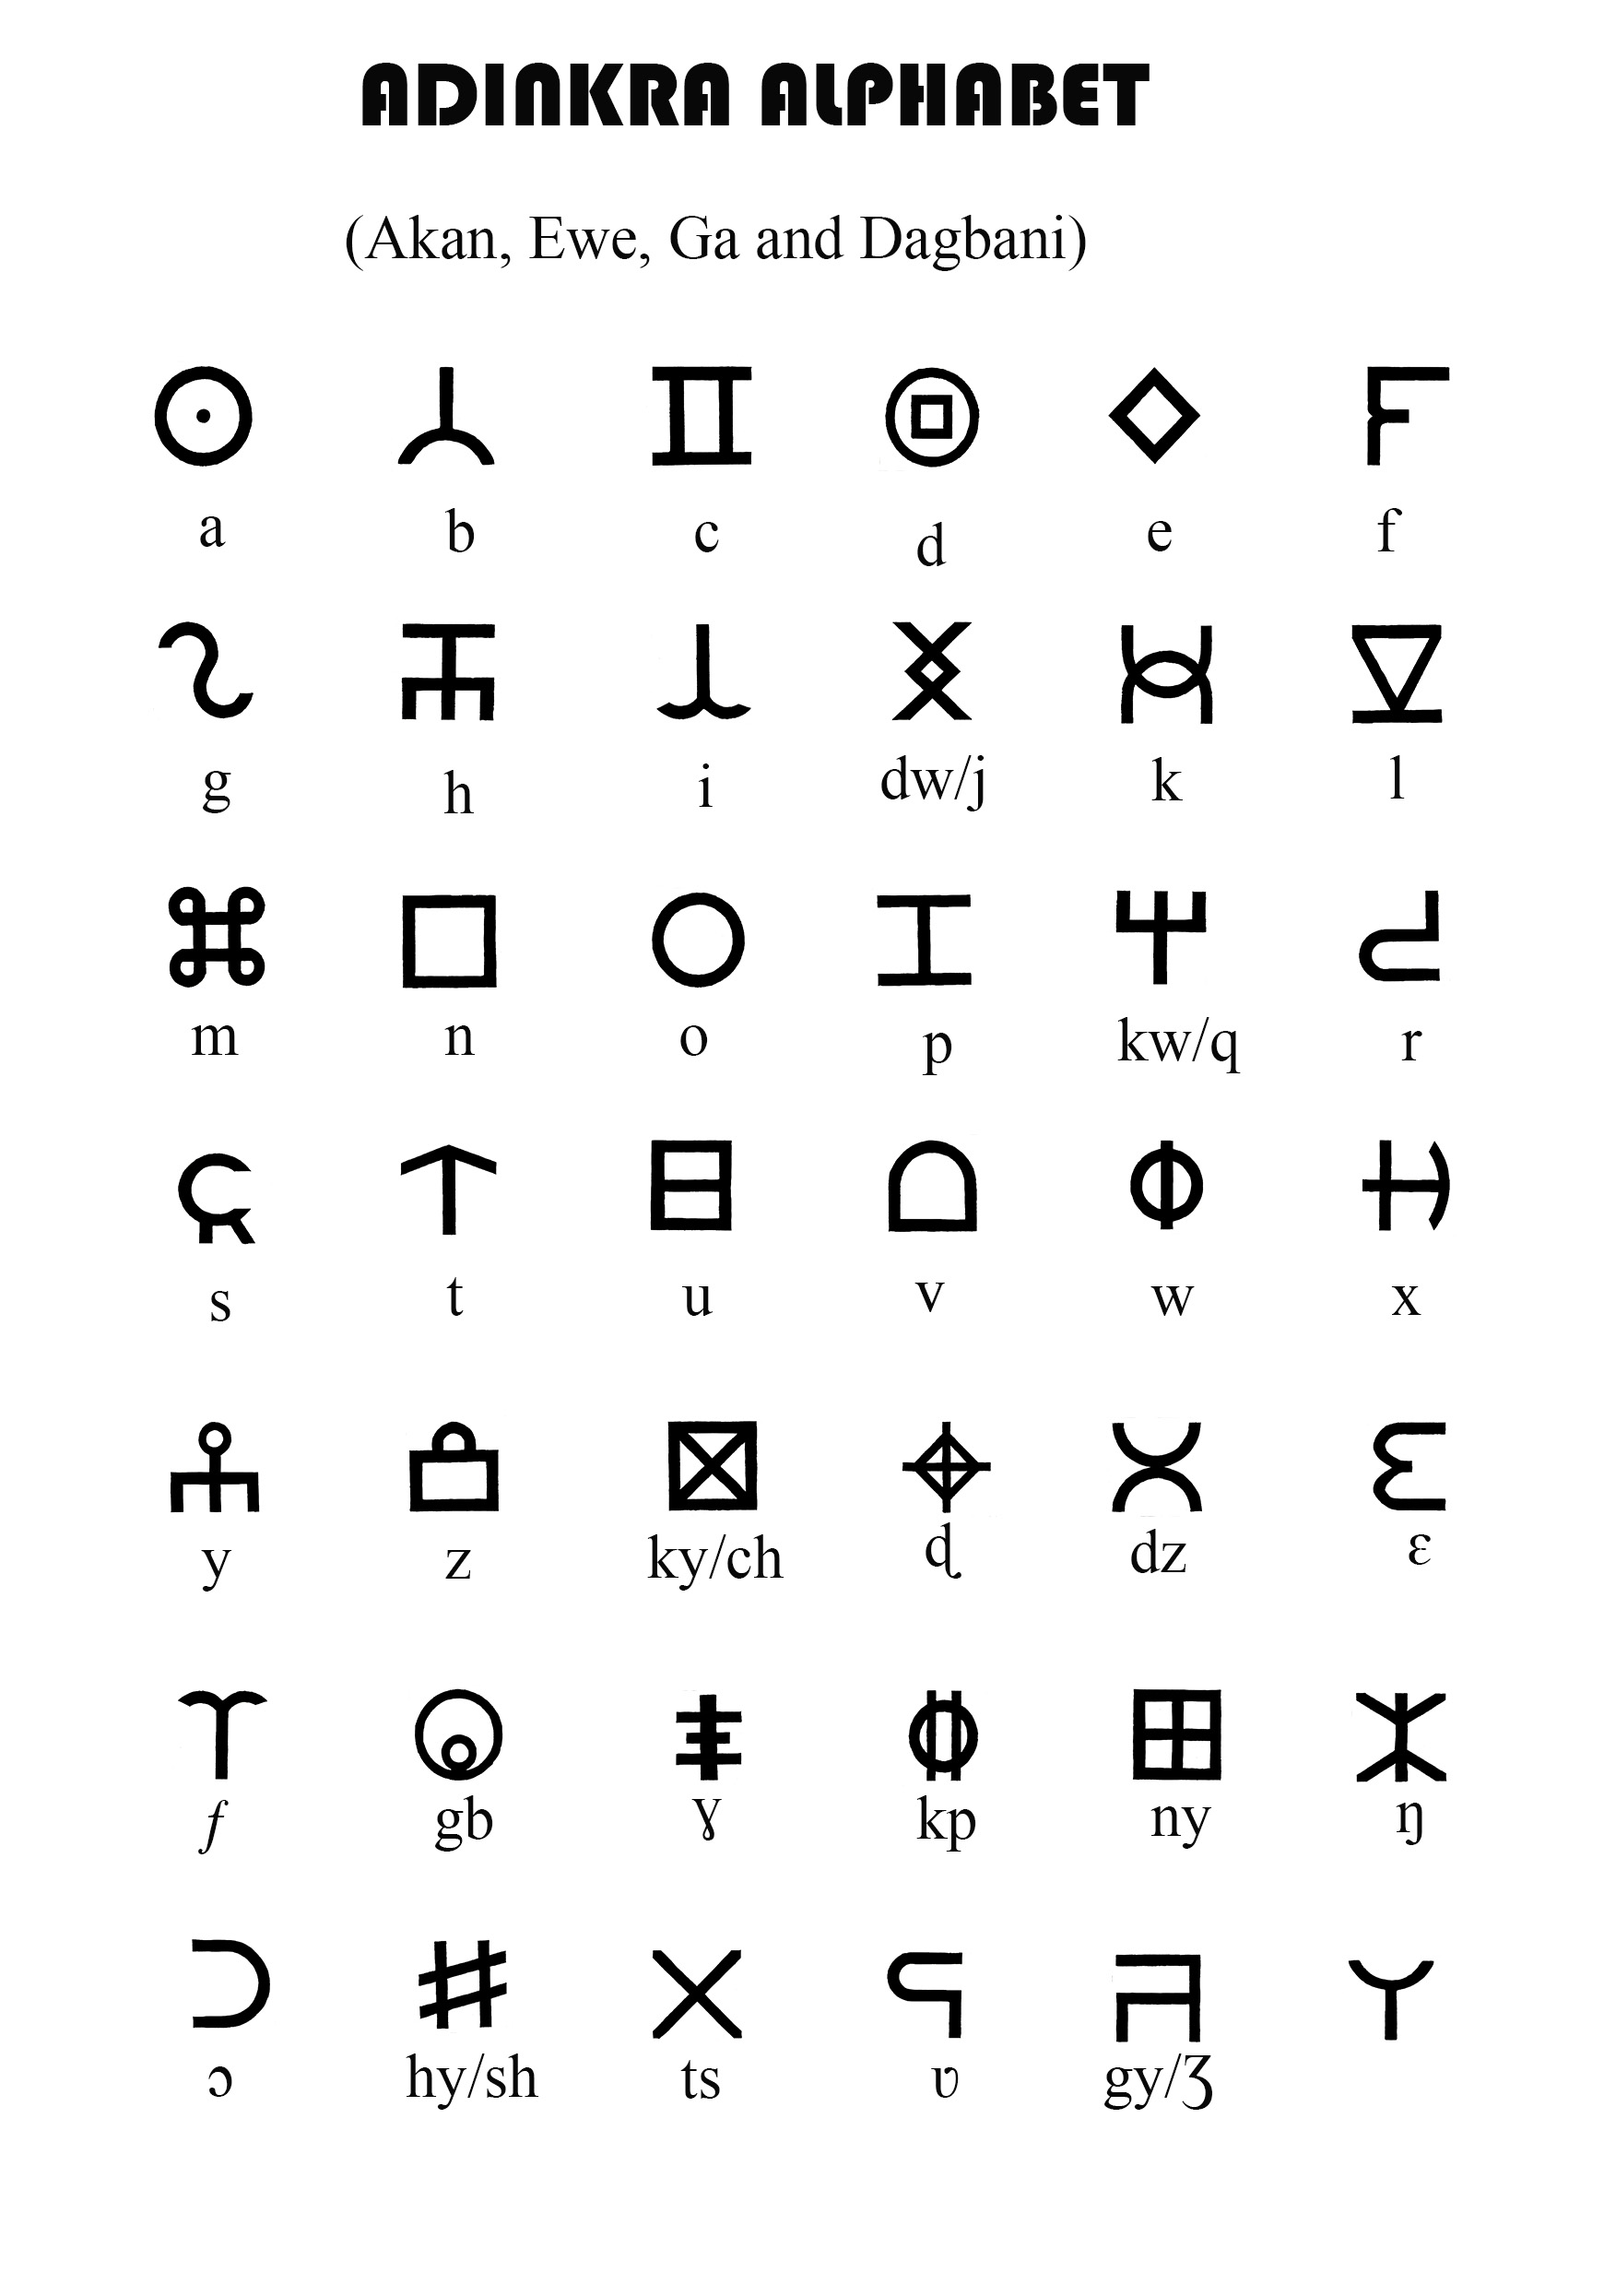 ADINKRA ALPHABET
(Akan, Ewe, Ga and Dagbani)
a b c d e f
g h i dw/j k l
m n o p kw/q r
s t u v w x
y z ky/ch ɖ dz ɛ
ƒ gb ɣ kp ny ŋ
ɔ hy/sh ts ʋ gy/Ʒ